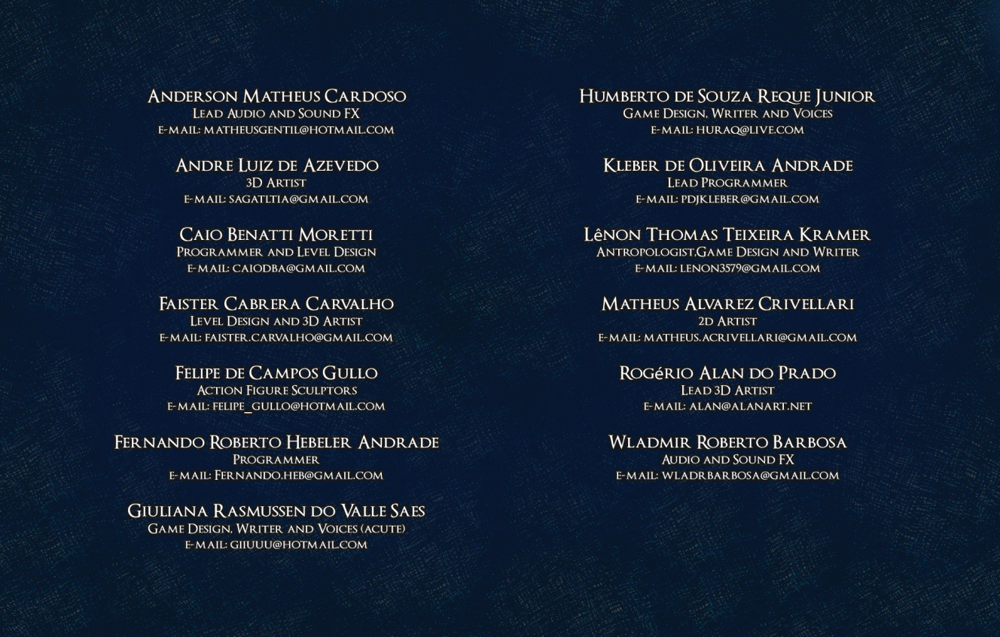 Anderson Matheus Cardoso
Lead Audio and Sound FX
e-mail: matheusgentil@hotmail.com
Andre Luiz de Azevedo
3D Artist
e-mail: sagatltia@gmail.com
Caio Benatti Moretti
Programmer and Level Design
e-mail: caiodba@gmail.com
Faister Cabrera Carvalho
Level Design and 3D Artist
e-mail: faister.carvalho@gmail.com
Felipe de Campos Gullo
Action Figure Sculptors
e-mail: felipe_gullo@hotmail.com
Fernando Roberto Hebeler Andrade
Programmer
e-mail: Fernando.heb@gmail.com
Giuliana Rasmussen do Valle Saes
Game Design, Writer and Voices (acute)
e-mail: giiuuu@hotmail.com
Humberto de Souza Reque Junior
Game Design, Writer and Voices
e-mail: huraq@live.com
Kleber de Oliveira Andrade
Lead Programmer
e-mail: pdjkleber@gmail.com
Lênon Thomas Teixeira Kramer
Antropologist,Game Design and Writer
e-mail: lenon3579@gmail.com
Matheus Alvarez Crivellari
2d Artist
e-mail: matheus.acrivellari@gmail.com
Rogério Alan do Prado
Lead 3D Artist
e-mail: alan@alanart.net
Wladmir Roberto Barbosa
Audio and Sound FX
e-mail: wladrbarbosa@gmail.com